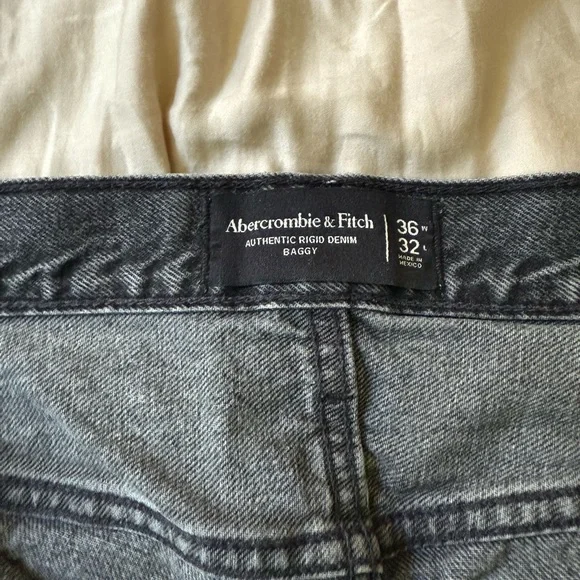 Abercrombie & Fitch
AUTHENTIC RIGID DENIM
BAGGY
36 W
32 L
MADE IN
MEXICO